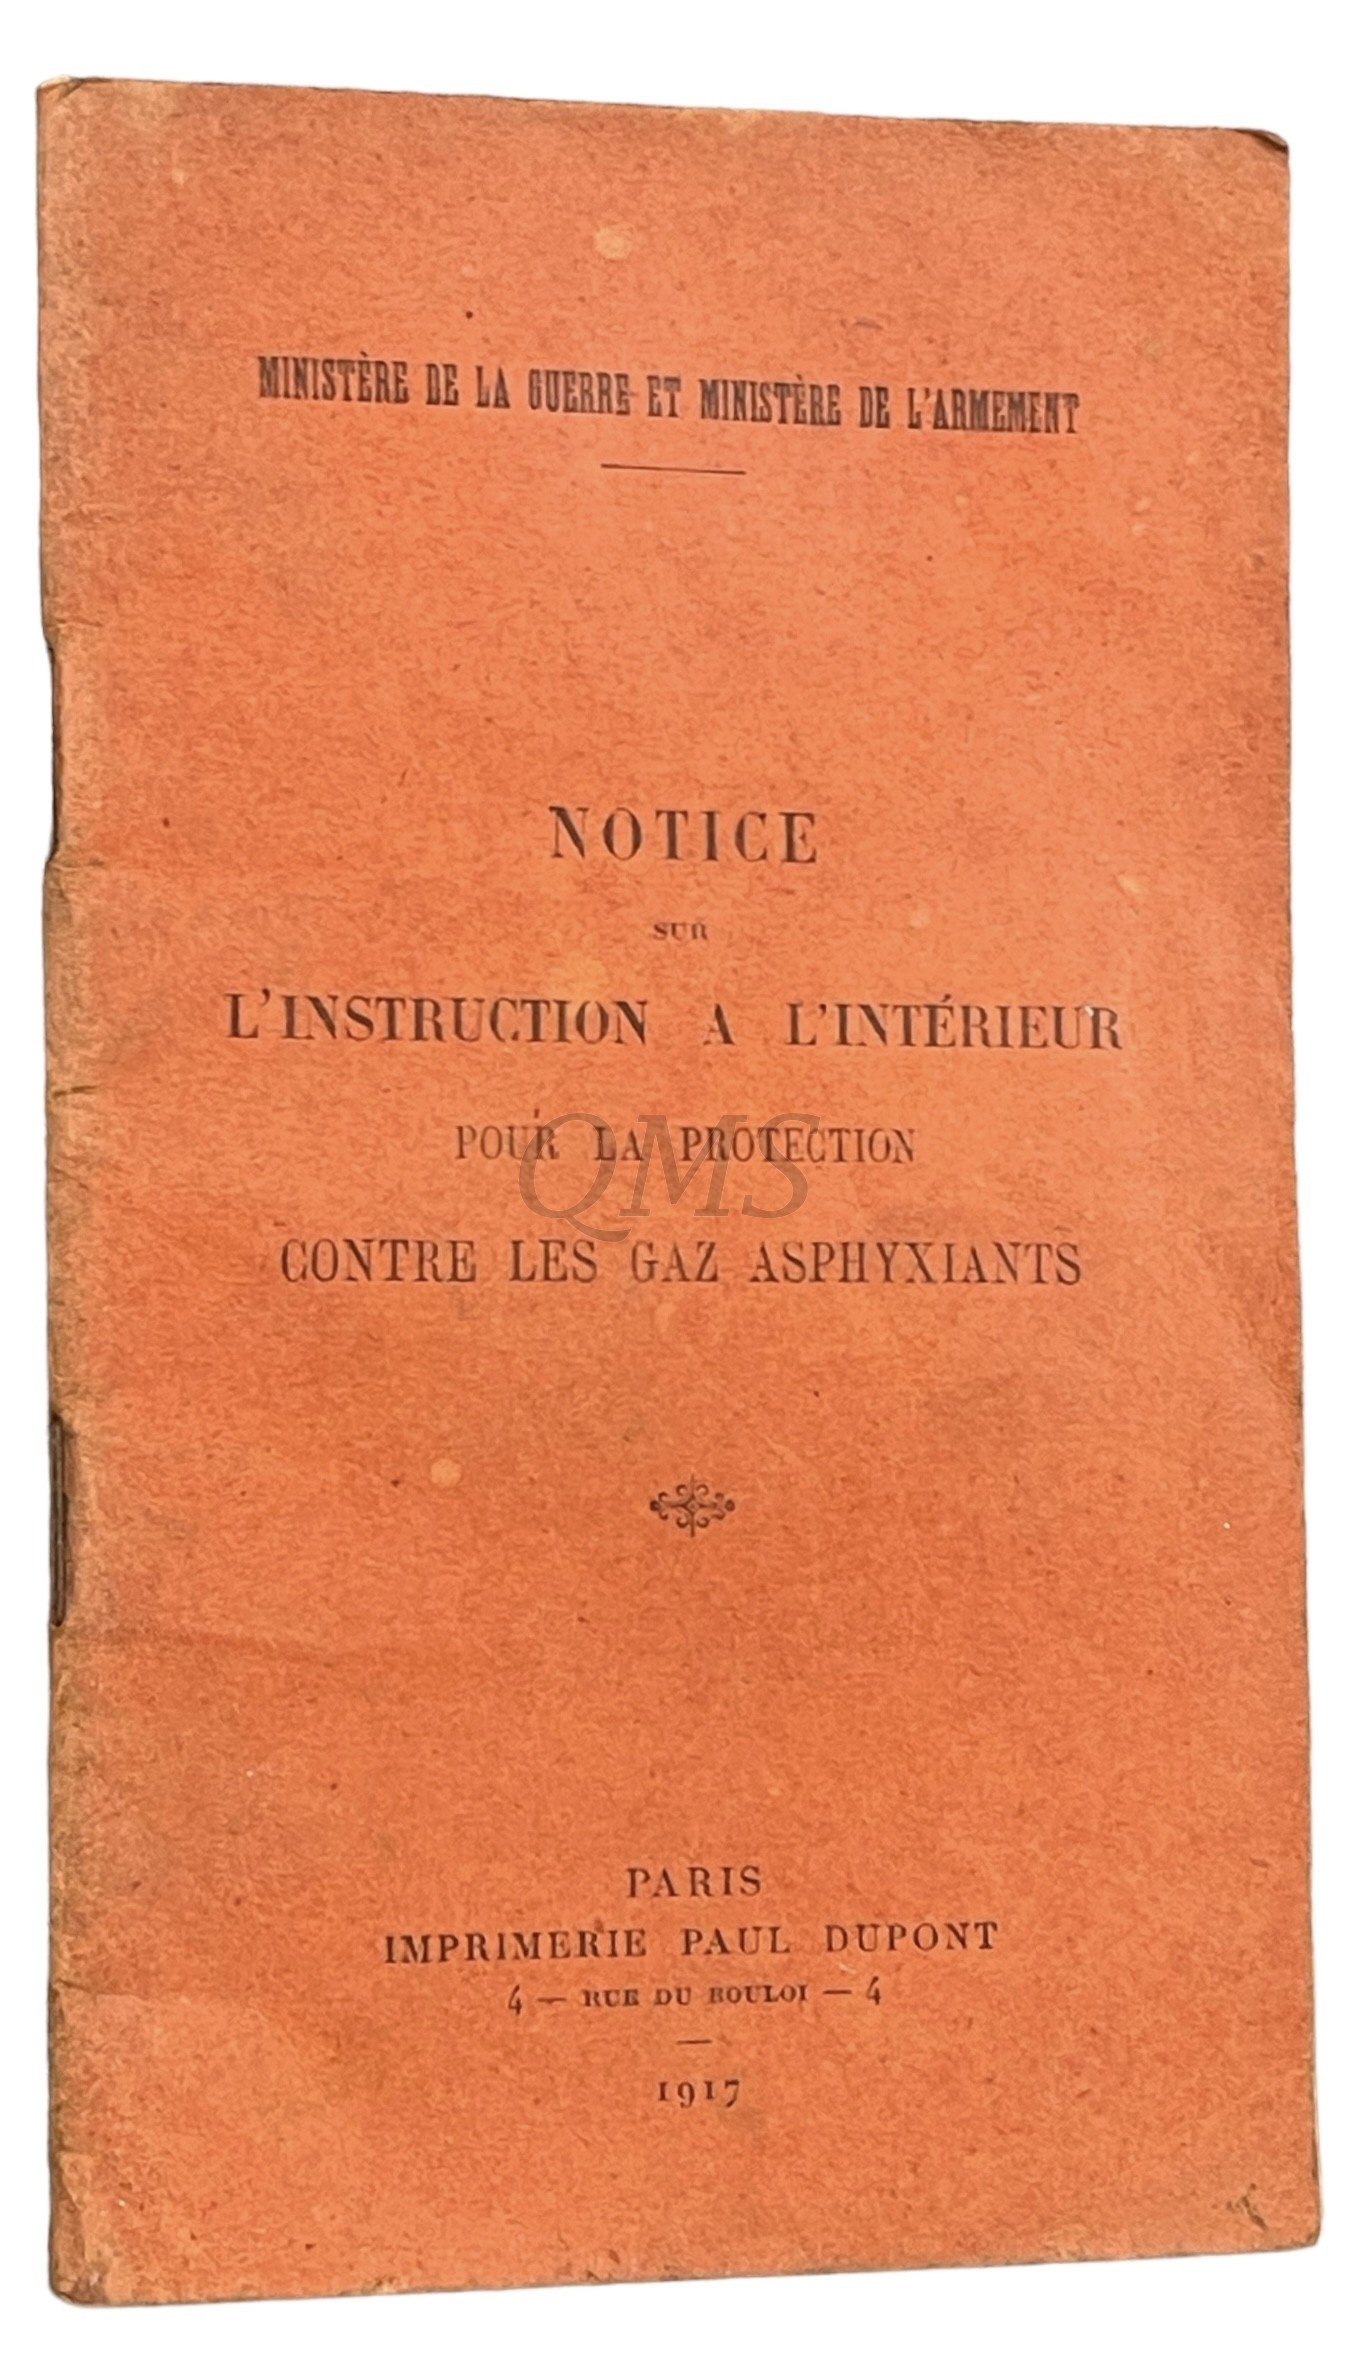 MINISTÈRE DE LA GUERRE ET MINISTÈRE DE L'ARMEMENT
NOTICE
SUR
L'INSTRUCTION A L'INTÉRIEUR
POUR LA PROTECTION
QMS
CONTRE LES GAZ ASPHYXIANTS
PARIS
IMPRIMERIE PAUL DUPONT
4 — RUE DU BOULOI — 4
1917